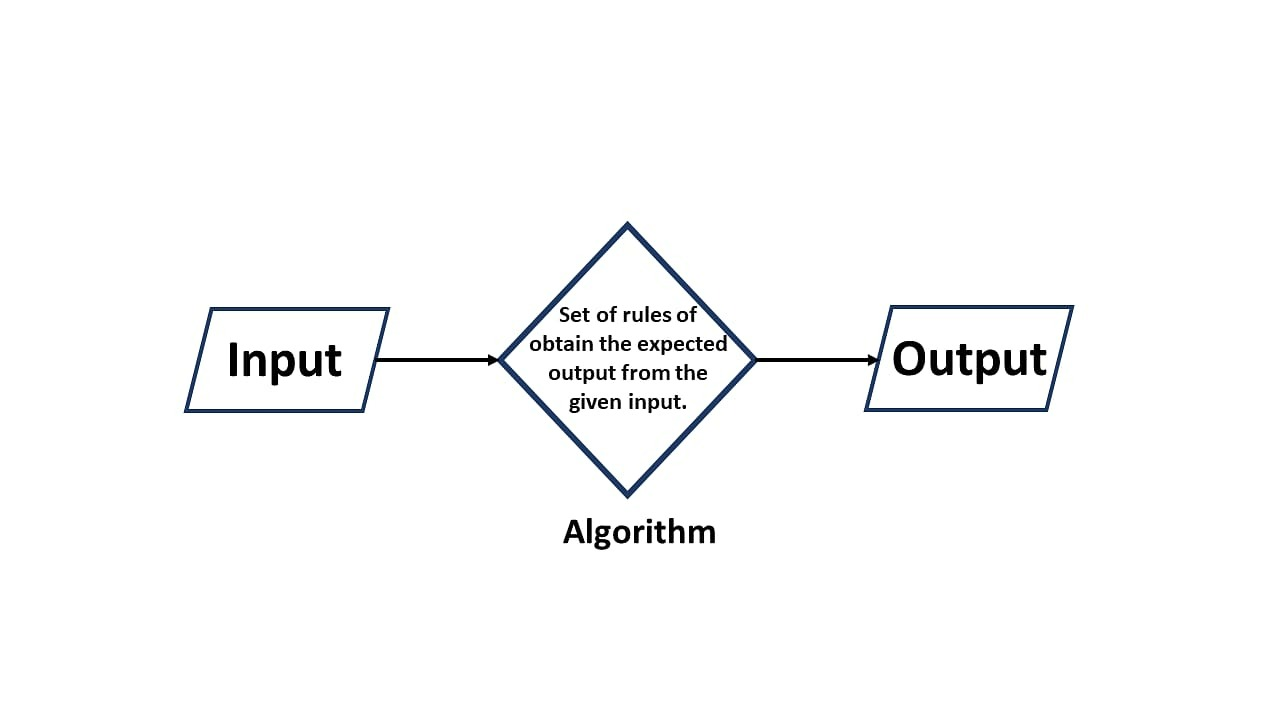 Input
Set of rules of
obtain the expected
output from the
given input.
Output
Algorithm